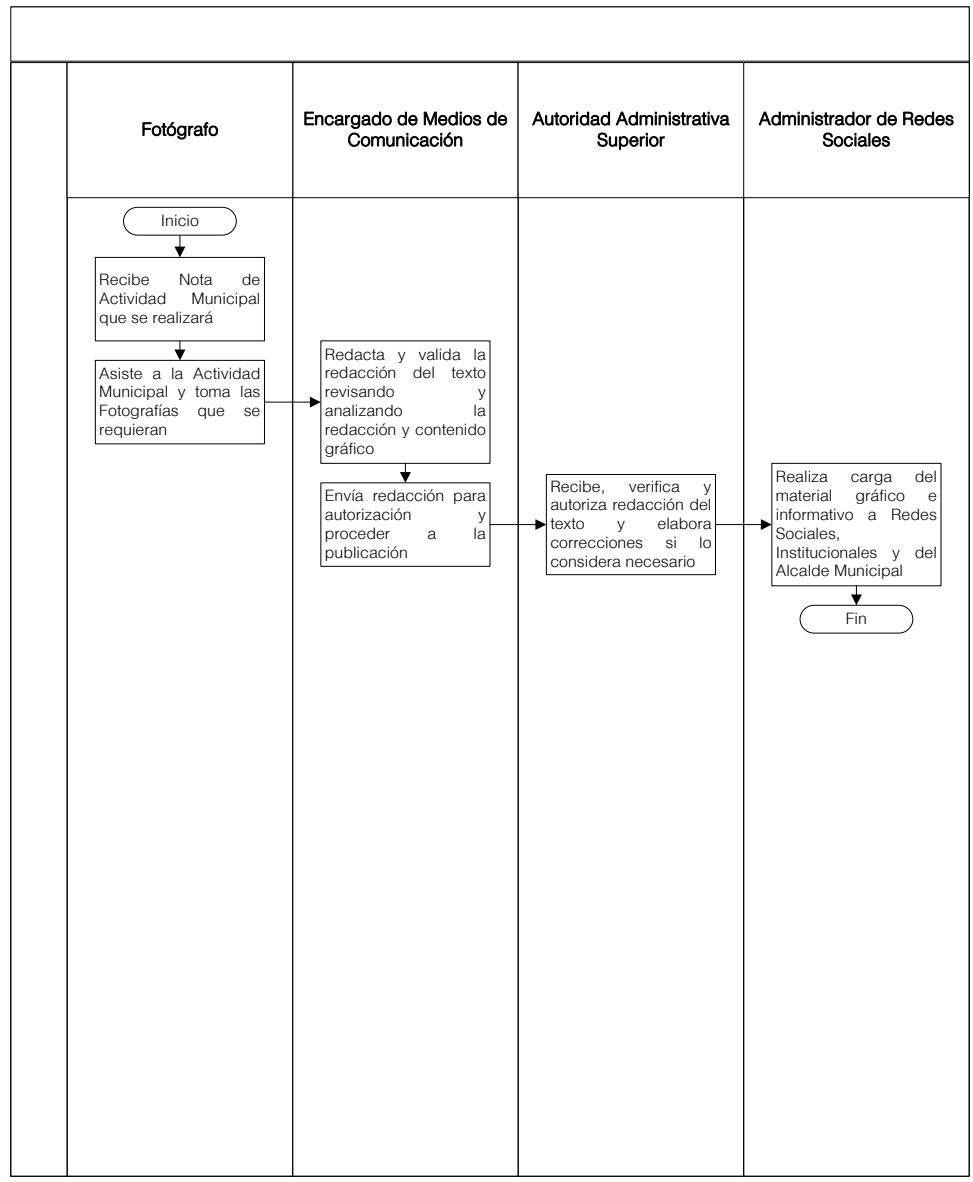 Fotógrafo
Encargado de Medios de
Comunicación
Autoridad Administrativa
Superior
Administrador de Redes
Sociales
Inicio
Recibe Nota de
Actividad Municipal
que se realizará
Asiste a la Actividad
Municipal y toma las
Fotografías que se
requieran
Redacta y valida la
redacción del texto
revisando y
analizando la
redacción y contenido
gráfico
Envía redacción para
autorización y
proceder a la
publicación
Recibe, verifica y
autoriza redacción del
texto y elabora
correcciones si lo
considera necesario
Realiza carga del
material gráfico e
informativo a Redes
Sociales,
Institucionales y del
Alcalde Municipal
Fin